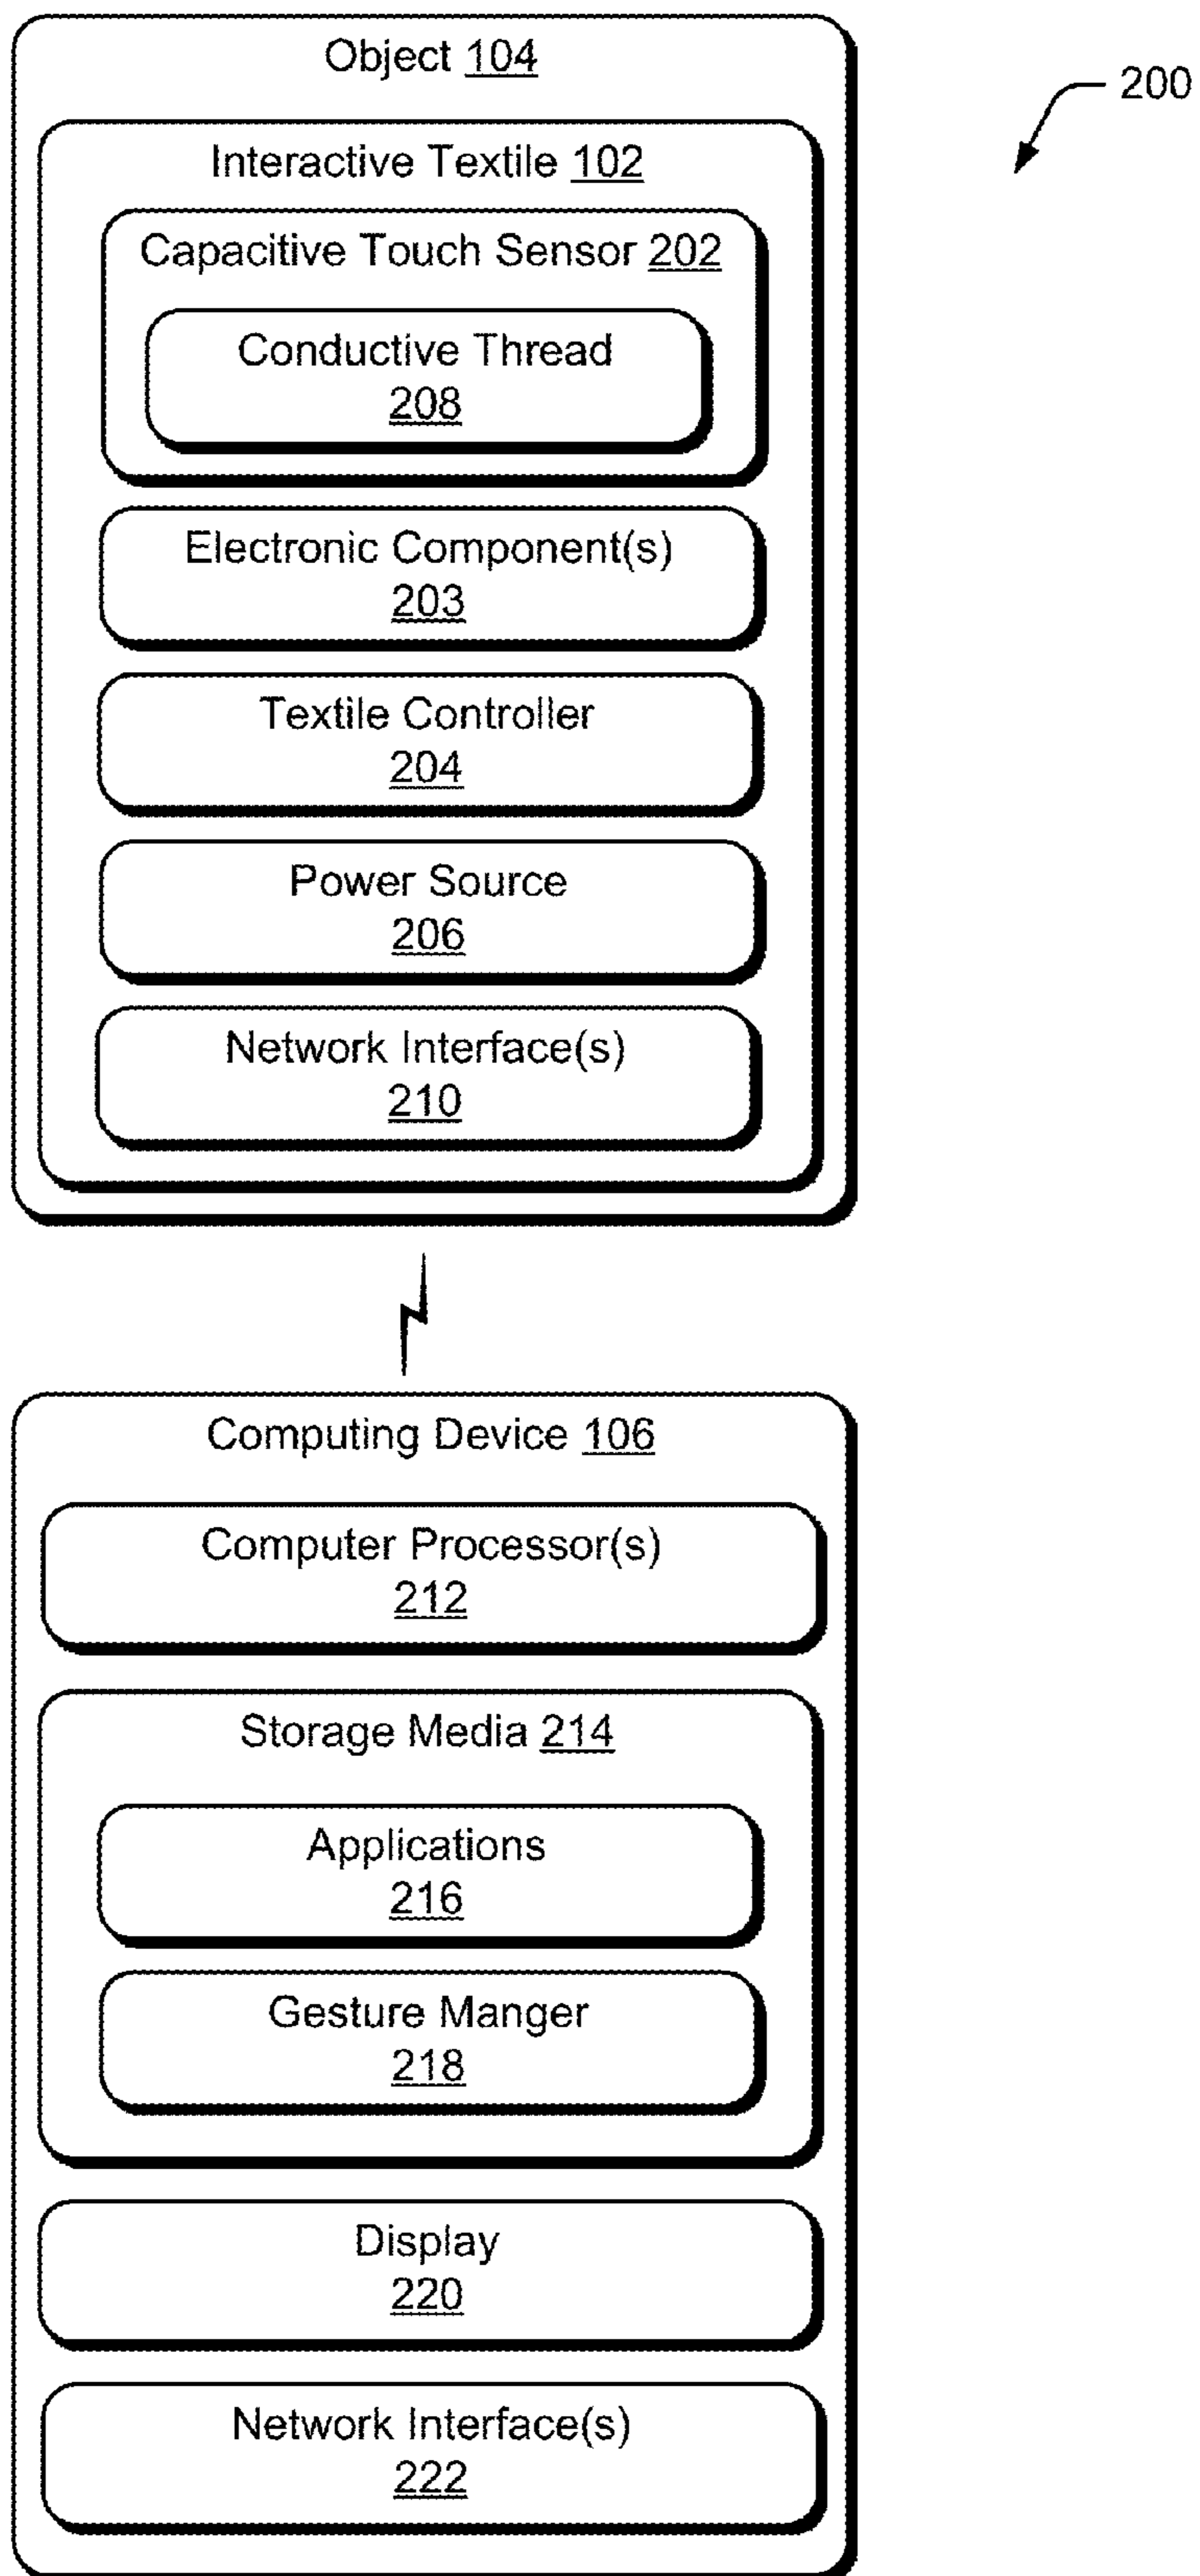 Object 104
200
Interactive Textile 102
Capacitive Touch Sensor 202
Conductive Thread
208
Electronic Component(s)
203
Textile Controller
204
Power Source
206
Network Interface(s)
210
Computing Device 106
Computer Processor(s)
212
Storage Media 214
Applications
216
Gesture Manger
218
Display
220
Network Interface(s)
222